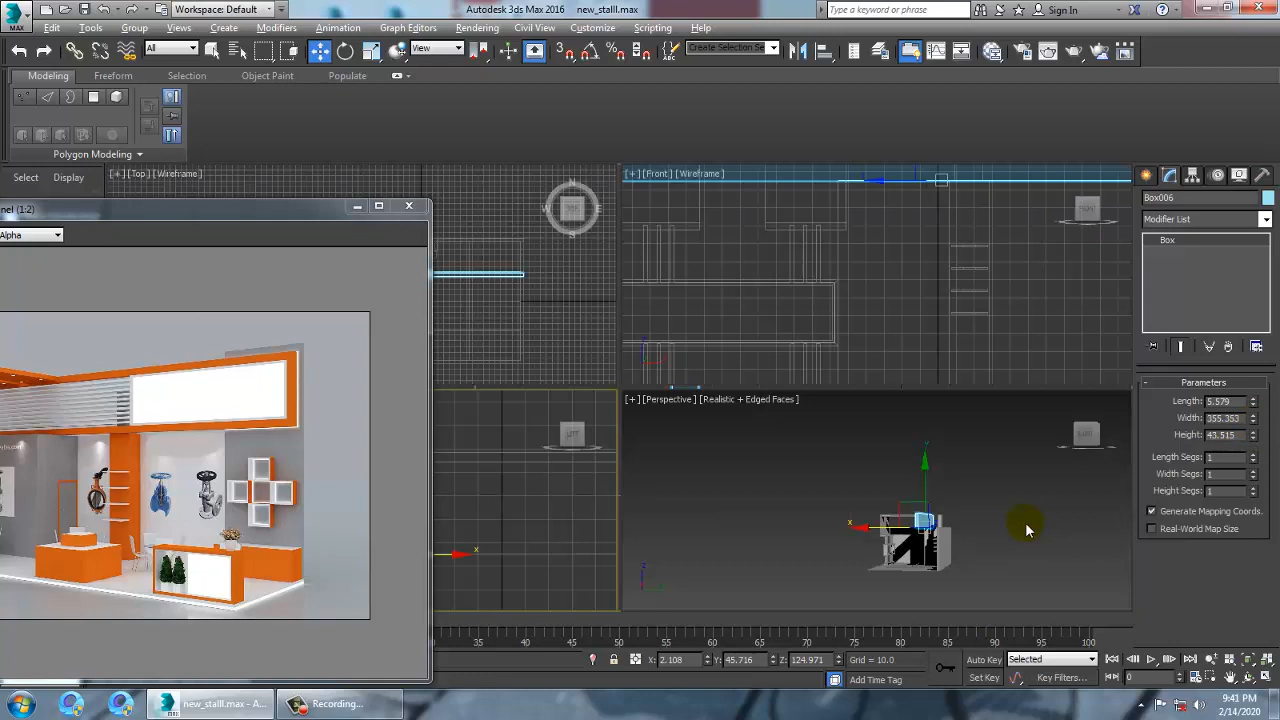 Workspace: Default
Autodesk 3ds Max 2016
new_stalll.max
Type a keyword or phrase
Sign In
MAX
Edit
Tools
Group
Views
Create
Modifiers
Animation
Graph Editors
Rendering
Civil View
Customize
Scripting
Help
All
View
Create Selection Se
Modeling
Freeform
Selection
Object Paint
Populate
Polygon Modeling
Select
Display
[+] [Top] [Wireframe]
[+] [Front] [Wireframe]
nel (1:2)
Alpha
N
S
E
FRONT
LEFT
[+] [Perspective] [Realistic + Edged Faces]
x
x
y
z
Box006
Modifier List
Box
Parameters
Length: 5.579
Width: 355.353
Height: 43.515
Length Segs: 1
Width Segs: 1
Height Segs: 1
Generate Mapping Coords.
Real-World Map Size
35
40
45
50
55
60
65
70
75
80
85
90
95
100
X: 2.108
Y: 45.716
Z: 124.971
Grid = 10.0
Add Time Tag
Auto Key
Selected
Set Key
Key Filters...
0
new_stalll.max - A...
Recording...
9:41 PM
2/14/2020